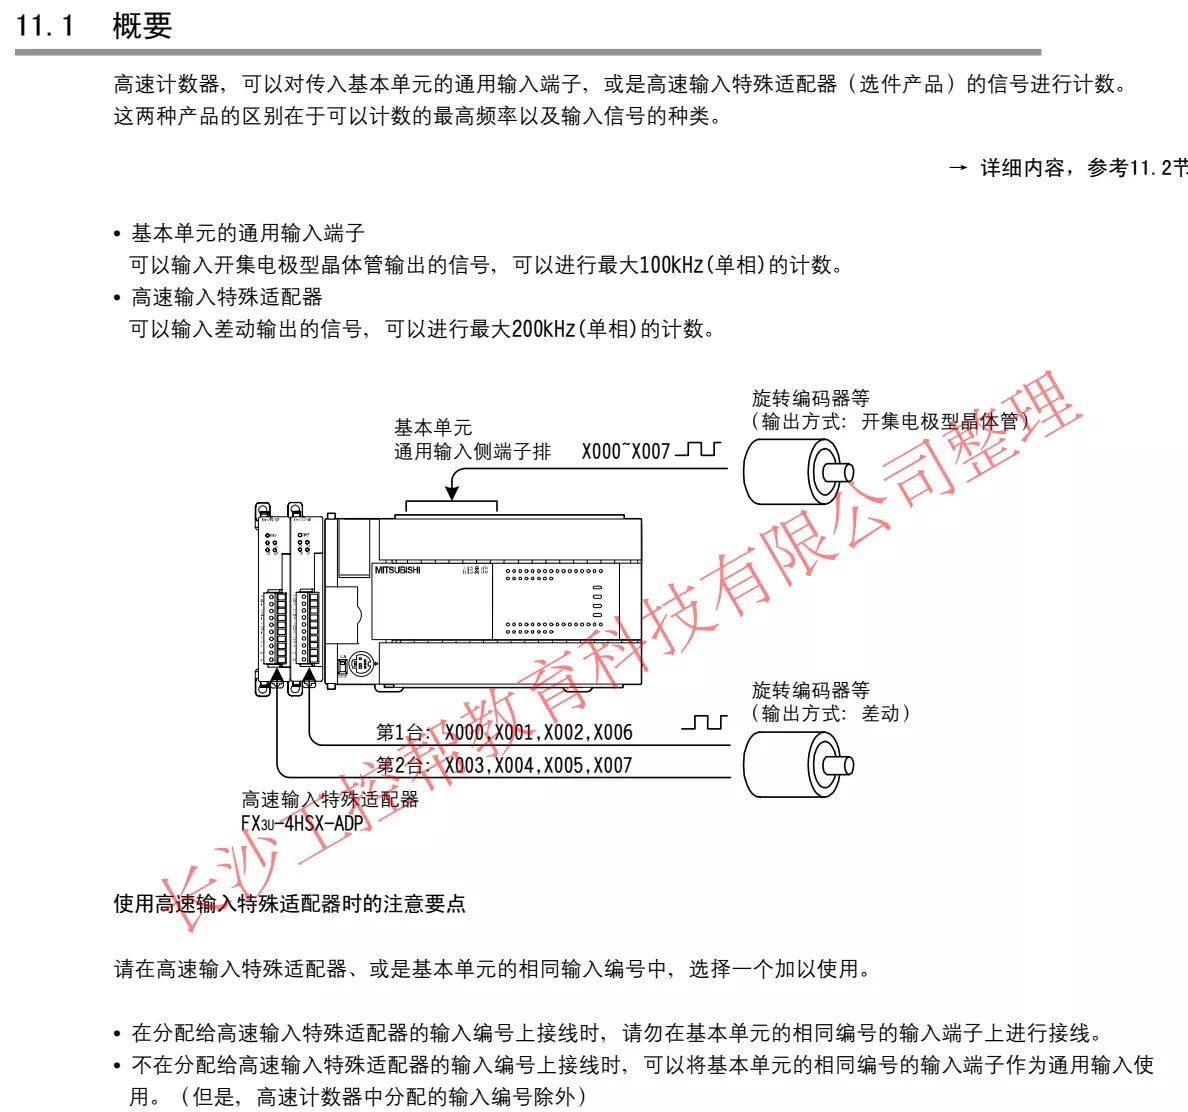 11.1 概要
高速计数器，可以对传入基本单元的通用输入端子，或是高速输入特殊适配器（选件产品）的信号进行计数。
这两种产品的区别在于可以计数的最高频率以及输入信号的种类。
→ 详细内容，参考11.2节
• 基本单元的通用输入端子
可以输入开集电极型晶体管输出的信号，可以进行最大100kHz(单相)的计数。
• 高速输入特殊适配器
可以输入差动输出的信号，可以进行最大200kHz(单相)的计数。
旋转编码器等
（输出方式：开集电极型晶体管）
基本单元
通用输入侧端子排 X000~X007
MITSUBISHI
旋转编码器等
（输出方式：差动）
第1台：X000,X001,X002,X006
第2台：X003,X004,X005,X007
高速输入特殊适配器
FX3U-4HSX-ADP
长沙工控帮教育科技有限公司整理
使用高速输入特殊适配器时的注意要点
请在高速输入特殊适配器、或是基本单元的相同输入编号中，选择一个加以使用。
• 在分配给高速输入特殊适配器的输入编号上接线时，请勿在基本单元的相同编号的输入端子上进行接线。
• 不在分配给高速输入特殊适配器的输入编号上接线时，可以将基本单元的相同编号的输入端子作为通用输入使
用。（但是，高速计数器中分配的输入编号除外）